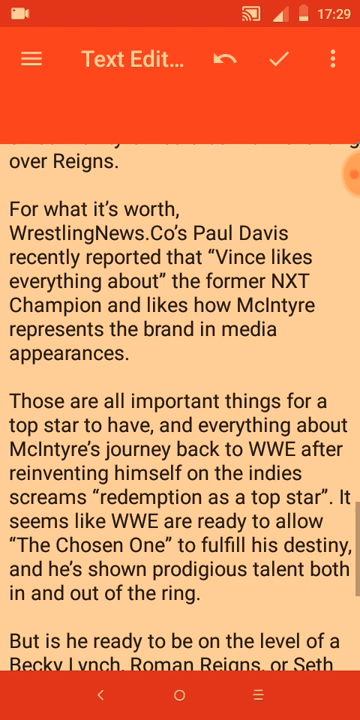 17:29
Text Edit...
over Reigns.
For what it’s worth,
WrestlingNews.Co’s Paul Davis
recently reported that “Vince likes
everything about” the former NXT
Champion and likes how McIntyre
represents the brand in media
appearances.
Those are all important things for a
top star to have, and everything about
McIntyre’s journey back to WWE after
reinventing himself on the indies
screams “redemption as a top star”. It
seems like WWE are ready to allow
“The Chosen One” to fulfill his destiny,
and he’s shown prodigious talent both
in and out of the ring.
But is he ready to be on the level of a
Becky Lynch, Roman Reigns, or Seth